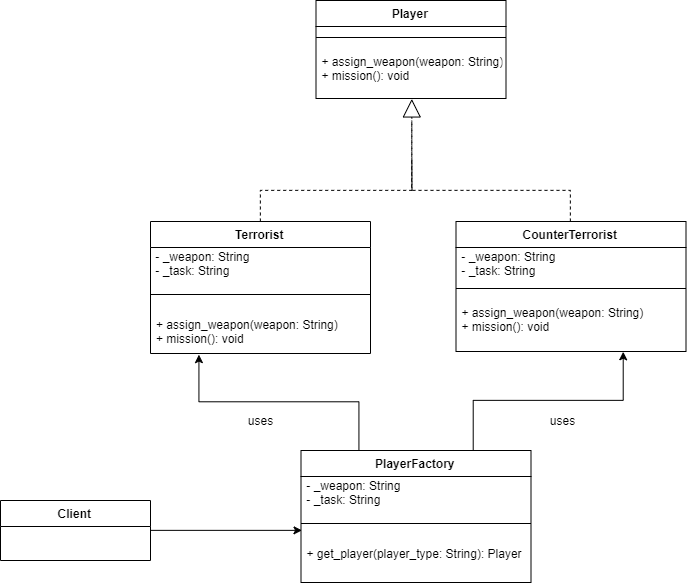 Player
+ assign_weapon(weapon: String)
+ mission(): void
Terrorist
- _weapon: String
- _task: String
+ assign_weapon(weapon: String)
+ mission(): void
CounterTerrorist
- _weapon: String
- _task: String
+ assign_weapon(weapon: String)
+ mission(): void
uses
uses
PlayerFactory
- _weapon: String
- _task: String
+ get_player(player_type: String): Player
Client